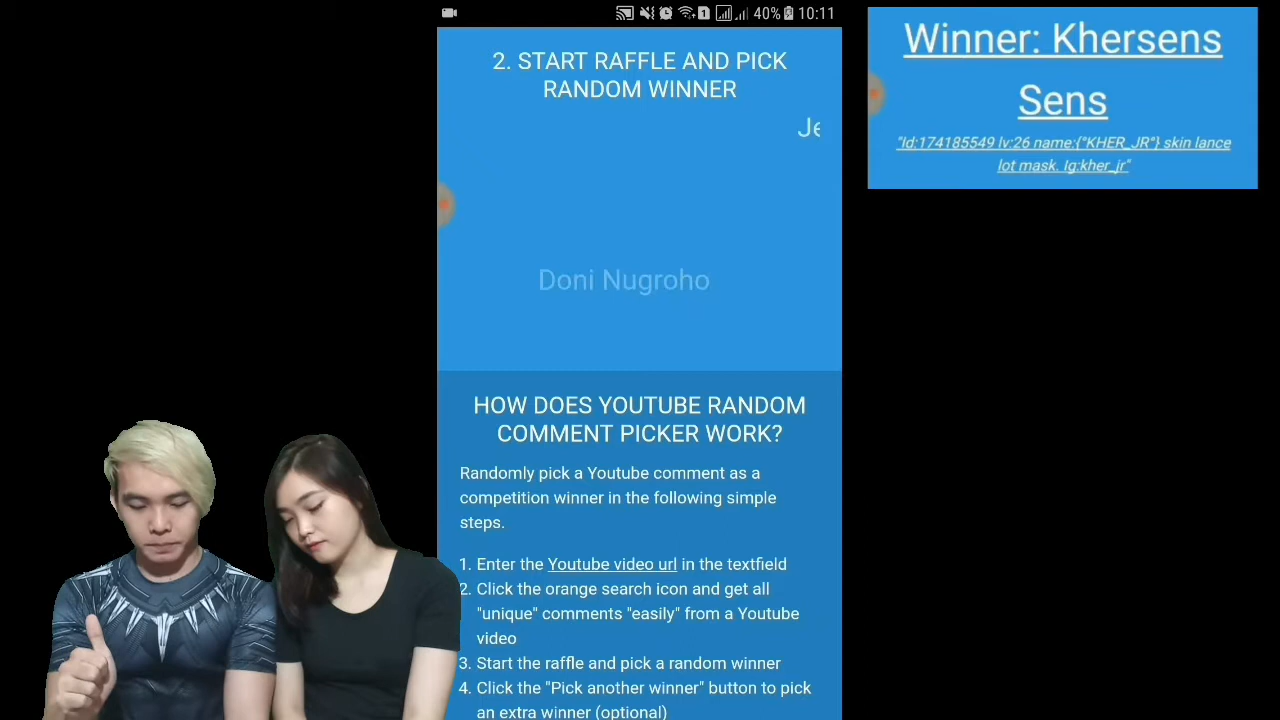 40% 10:11
2. START RAFFLE AND PICK
RANDOM WINNER
Je
Doni Nugroho
HOW DOES YOUTUBE RANDOM
COMMENT PICKER WORK?
Randomly pick a Youtube comment as a
competition winner in the following simple
steps.
1. Enter the Youtube video url in the textfield
2. Click the orange search icon and get all
"unique" comments "easily" from a Youtube
video
3. Start the raffle and pick a random winner
4. Click the "Pick another winner" button to pick
an extra winner (optional)
Winner: Khersens
Sens
"Id:174185549 lv:26 name:{"KHER_JR"} skin lance
lot mask. Ig:kher_jr"